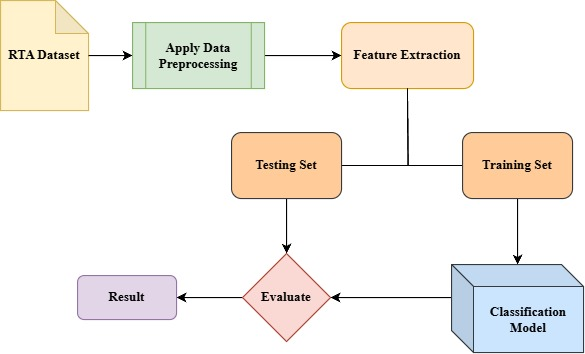 RTA Dataset
Apply Data
Preprocessing
Feature Extraction
Testing Set
Training Set
Result
Evaluate
Classification
Model